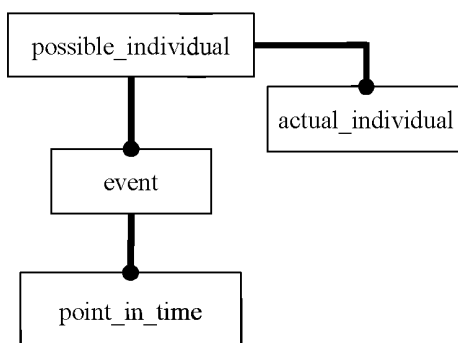 possible_individual
actual_individual
event
point_in_time